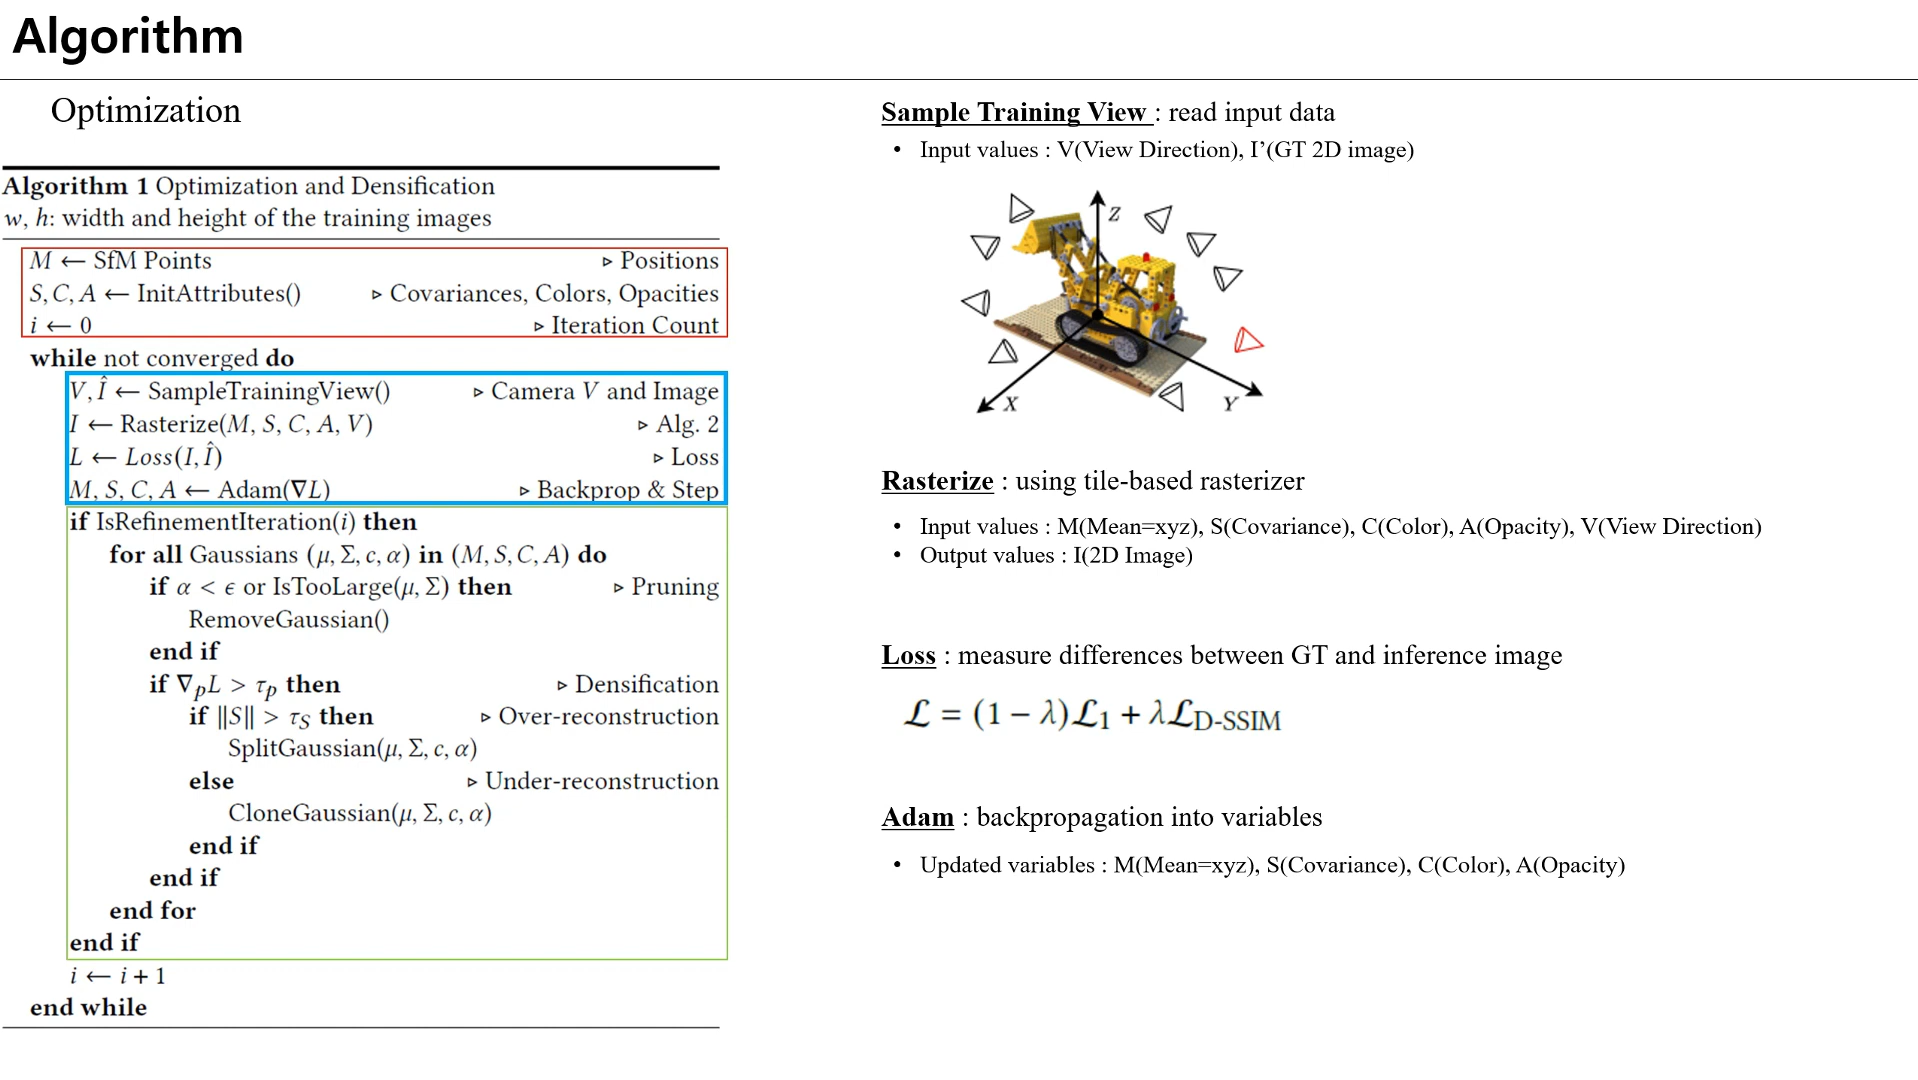 Algorithm
Optimization
Algorithm 1 Optimization and Densification
w, h: width and height of the training images
M ← SfM Points ▹ Positions
S, C, A ← InitAttributes() ▹ Covariances, Colors, Opacities
i ← 0 ▹ Iteration Count
while not converged do
V, Î ← SampleTrainingView() ▹ Camera V and Image
I ← Rasterize(M, S, C, A, V) ▹ Alg. 2
L ← Loss(I, Î) ▹ Loss
M, S, C, A ← Adam(∇L) ▹ Backprop & Step
if IsRefinementIteration(i) then
for all Gaussians (μ, Σ, c, α) in (M, S, C, A) do
if α < ϵ or IsTooLarge(μ, Σ) then ▹ Pruning
RemoveGaussian()
end if
if ∇pL > τp then ▹ Densification
if ‖S‖ > τS then ▹ Over-reconstruction
SplitGaussian(μ, Σ, c, α)
else ▹ Under-reconstruction
CloneGaussian(μ, Σ, c, α)
end if
end if
end for
end if
i ← i + 1
end while
Sample Training View : read input data
• Input values : V(View Direction), I’(GT 2D image)
Z
X
Y
Rasterize : using tile-based rasterizer
• Input values : M(Mean=xyz), S(Covariance), C(Color), A(Opacity), V(View Direction)
• Output values : I(2D Image)
Loss : measure differences between GT and inference image
ℒ = (1 − λ)ℒ1 + λℒD-SSIM
Adam : backpropagation into variables
• Updated variables : M(Mean=xyz), S(Covariance), C(Color), A(Opacity)